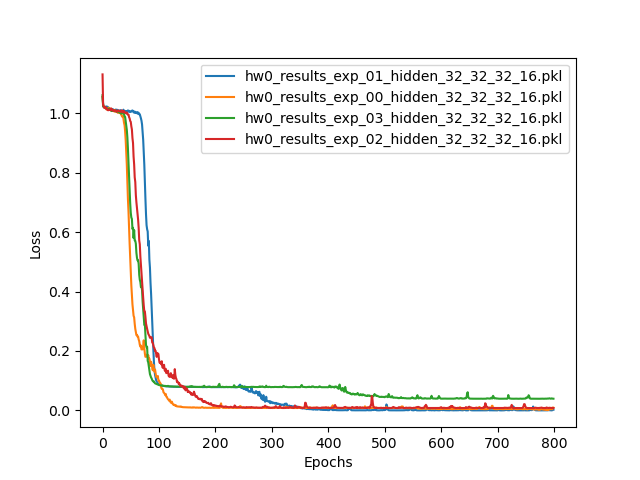 hw0_results_exp_01_hidden_32_32_32_16.pkl
hw0_results_exp_00_hidden_32_32_32_16.pkl
hw0_results_exp_03_hidden_32_32_32_16.pkl
hw0_results_exp_02_hidden_32_32_32_16.pkl
1.0
0.8
0.6
0.4
0.2
0.0
Loss
0 100 200 300 400 500 600 700 800
Epochs